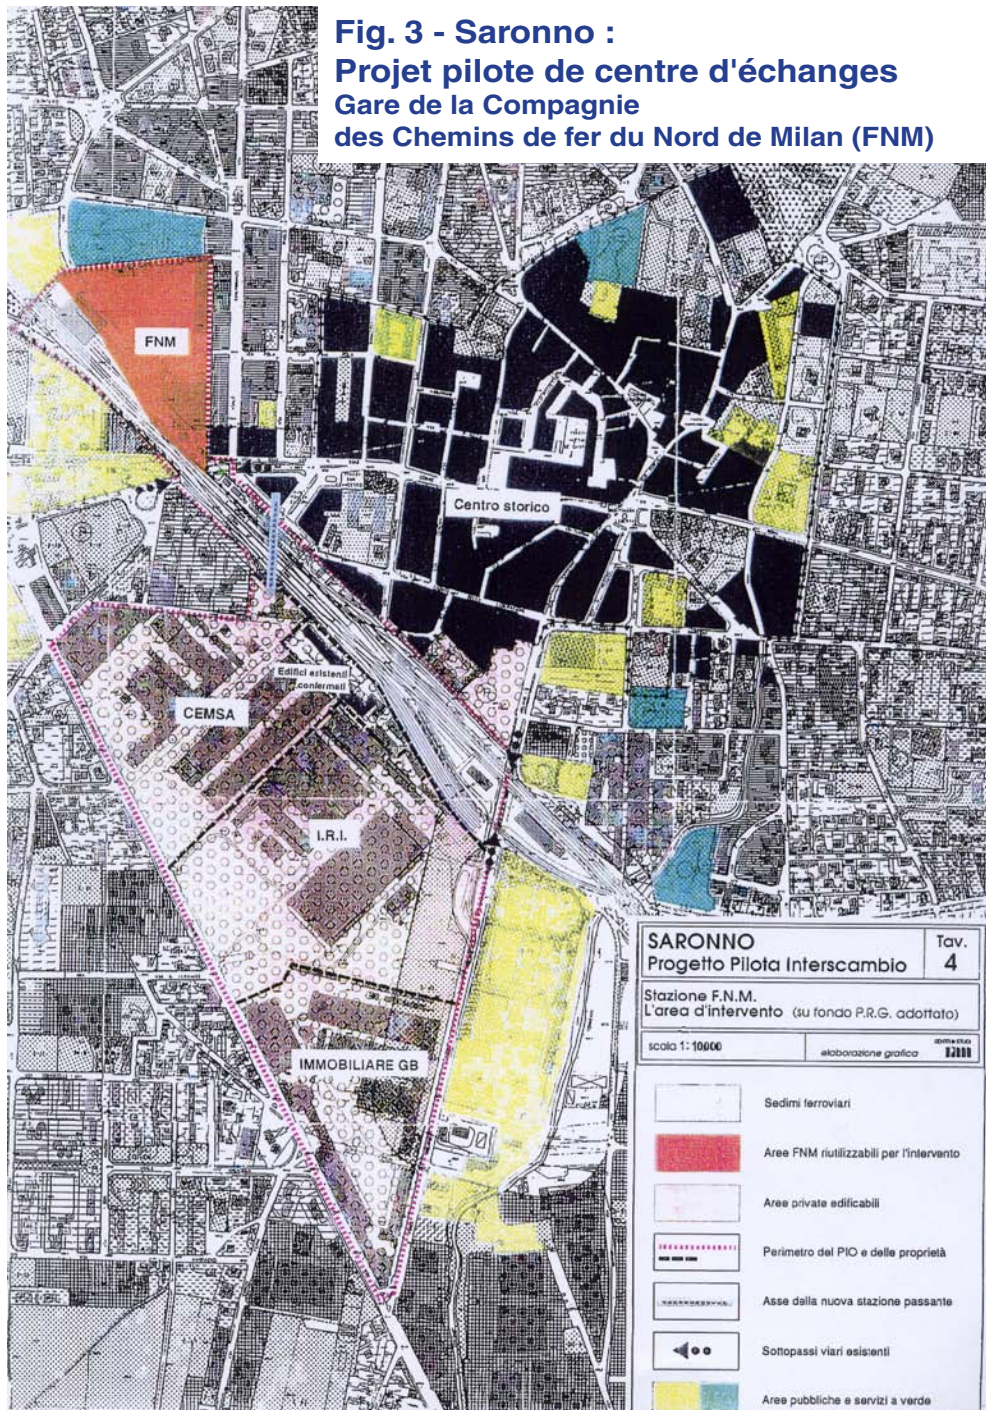 Fig. 3 - Saronno :
Projet pilote de centre d'échanges
Gare de la Compagnie
des Chemins de fer du Nord de Milan (FNM)
FNM
Centro storico
Edifici esistenti
confermati
CEMSA
I.R.I.
IMMOBILIARE GB
SARONNO
Progetto Pilota Interscambio
Tav.
4
Stazione F.N.M.
L'area d'intervento (su fondo P.R.G. adottato)
scala 1: 10000
elaborazione grafica
Sedimi ferroviari
Aree FNM riutilizzabili per l'intervento
Aree private edificabili
Perimetro del PIO e delle proprietà
Asse della nuova stazione passante
Sottopassi viari esistenti
Aree pubbliche e servizi a verde